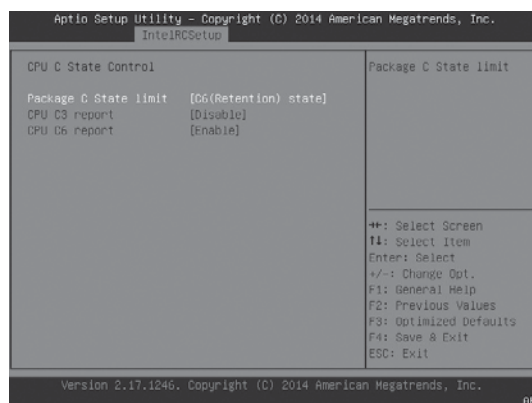 Aptio Setup Utility – Copyright (C) 2014 American Megatrends, Inc.
IntelRCSetup
CPU C State Control
Package C State limit [C6(Retention) state]
CPU C3 report [Disable]
CPU C6 report [Enable]
Package C State limit
→←: Select Screen
↑↓: Select Item
Enter: Select
+/-: Change Opt.
F1: General Help
F2: Previous Values
F3: Optimized Defaults
F4: Save & Exit
ESC: Exit
Version 2.17.1246. Copyright (C) 2014 American Megatrends, Inc.